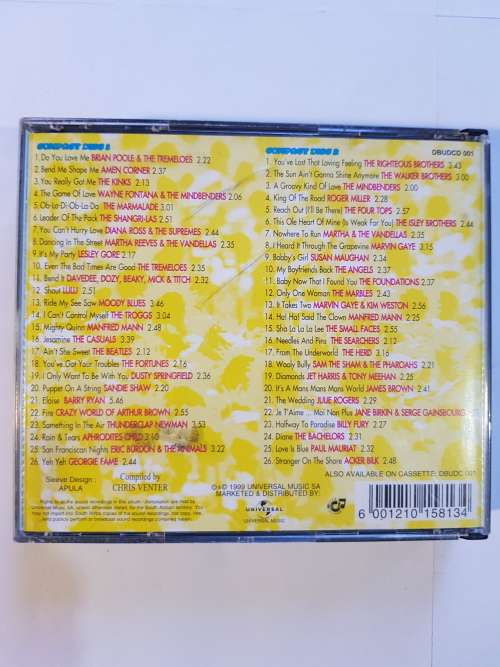 COMPACT DISC 1
1. Do You Love Me BRIAN POOLE & THE TREMELOES 2.22
2. Bend Me Shape Me AMEN CORNER 2.37
3. You Really Got Me THE KINKS 2.13
4. The Game Of Love WAYNE FONTANA & THE MINDBENDERS 2.06
5. Ob-La-Di-Ob-La-Da THE MARMALADE 3.01
6. Leader Of The Pack THE SHANGRI-LAS 2.51
7. You Can't Hurry Love DIANA ROSS & THE SUPREMES 2.44
8. Dancing In The Street MARTHA REEVES & THE VANDELLAS 2.35
9. It's My Party LESLEY GORE 2.17
10. Even The Bad Times Are Good THE TREMELOES 2.35
11. Bend It DAVEDEE, DOZY, BEAKY, MICK & TITCH 2.32
12. Shout LULU 2.51
13. Ride My See Saw MOODY BLUES 3.46
14. I Can't Control Myself THE TROGGS 3.04
15. Mighty Quinn MANFRED MANN 2.48
16. Jesamine THE CASUALS 3.39
17. Ain't She Sweet THE BEATLES 2.12
18. You've Got Your Troubles THE FORTUNES 2.16
19. I Only Want To Be With You DUSTY SPRINGFIELD 2.36
20. Puppet On A String SANDIE SHAW 2.20
21. Eloise BARRY RYAN 5.46
22. Fire CRAZY WORLD OF ARTHUR BROWN 2.55
23. Something In The Air THUNDERCLAP NEWMAN 3.53
24. Rain & Tears APHRODITES CHILD 3.10
25. San Franciscan Nights ERIC BURDON & THE ANIMALS 3.22
26. Yeh Yeh GEORGIE FAME 2.44
Sleeve Design :
APULA
Compiled by
CHRIS VENTER
COMPACT DISC 2
DBUDCD 001
1. You've Lost That Loving Feeling THE RIGHTEOUS BROTHERS 3.43
2. The Sun Ain't Gonna Shine Anymore THE WALKER BROTHERS 3.00
3. A Groovy Kind Of Love THE MINDBENDERS 2.00
4. King Of The Road ROGER MILLER 2.28
5. Reach Out (I'll Be There) THE FOUR TOPS 2.57
6. This Ole Heart Of Mine (Is Weak For You) THE ISLEY BROTHERS 2.44
7. Nowhere To Run MARTHA & THE VANDELLAS 2.35
8. I Heard It Through The Grapevine MARVIN GAYE 3.15
9. Bobby's Girl SUSAN MAUGHAN 2.34
10. My Boyfriends Back THE ANGELS 2.37
11. Baby Now That I Found You THE FOUNDATIONS 2.37
12. Only One Woman THE MARBLES 2.43
13. It Takes Two MARVIN GAYE & KIM WESTON 2.56
14. Ha! Ha! Said The Clown MANFRED MANN 2.25
15. Sha La La La Lee THE SMALL FACES 2.55
16. Needles And Pins THE SEARCHERS 2.12
17. From The Underworld THE HERD 3.16
18. Wooly Bully SAM THE SHAM & THE PHAROAHS 2.21
19. Diamonds JET HARRIS & TONY MEEHAN 2.25
20. It's A Mans Mans Mans World JAMES BROWN 2.41
21. The Wedding JULIE ROGERS 2.29
22. Je T'Aime ... Moi Non Plus JANE BIRKIN & SERGE GAINSBOURG
23. Halfway To Paradise BILLY FURY 2.27
24. Diane THE BACHELORS 2.31
25. Love Is Blue PAUL MAURIAT 2.32
26. Stranger On The Shore ACKER BILK 2.48
ALSO AVAILABLE ON CASSETTE: DBUDC 001
℗+© 1999 UNIVERSAL MUSIC SA
MARKETED & DISTRIBUTED BY:
UNIVERSAL
UNIVERSAL MUSIC
6 001210 158134